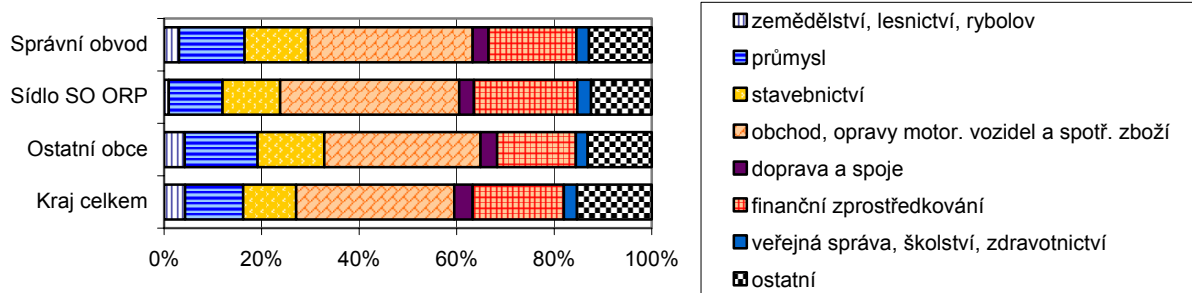 Správní obvod
Sídlo SO ORP
Ostatní obce
Kraj celkem
0% 20% 40% 60% 80% 100%
zemědělství, lesnictví, rybolov
průmysl
stavebnictví
obchod, opravy motor. vozidel a spotř. zboží
doprava a spoje
finanční zprostředkování
veřejná správa, školství, zdravotnictví
ostatní